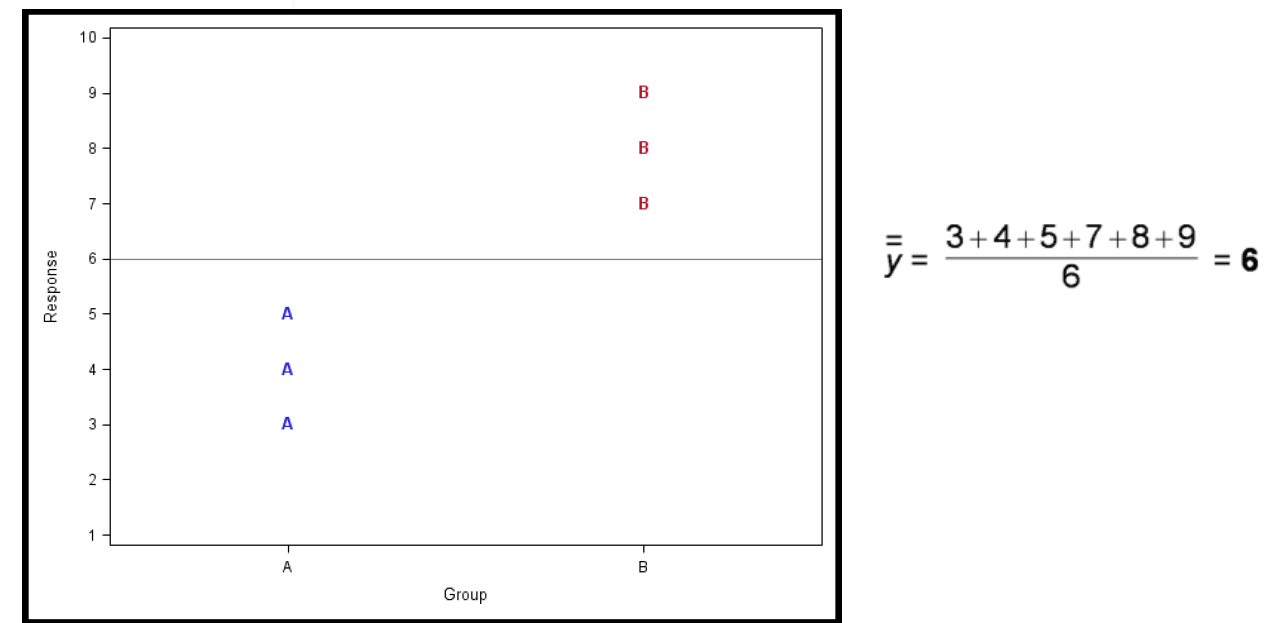 10
9
B
8
B
7
B
6
5
A
4
A
3
A
2
1
Response
A
B
Group
y̿ = 3+4+5+7+8+9 / 6 = 6